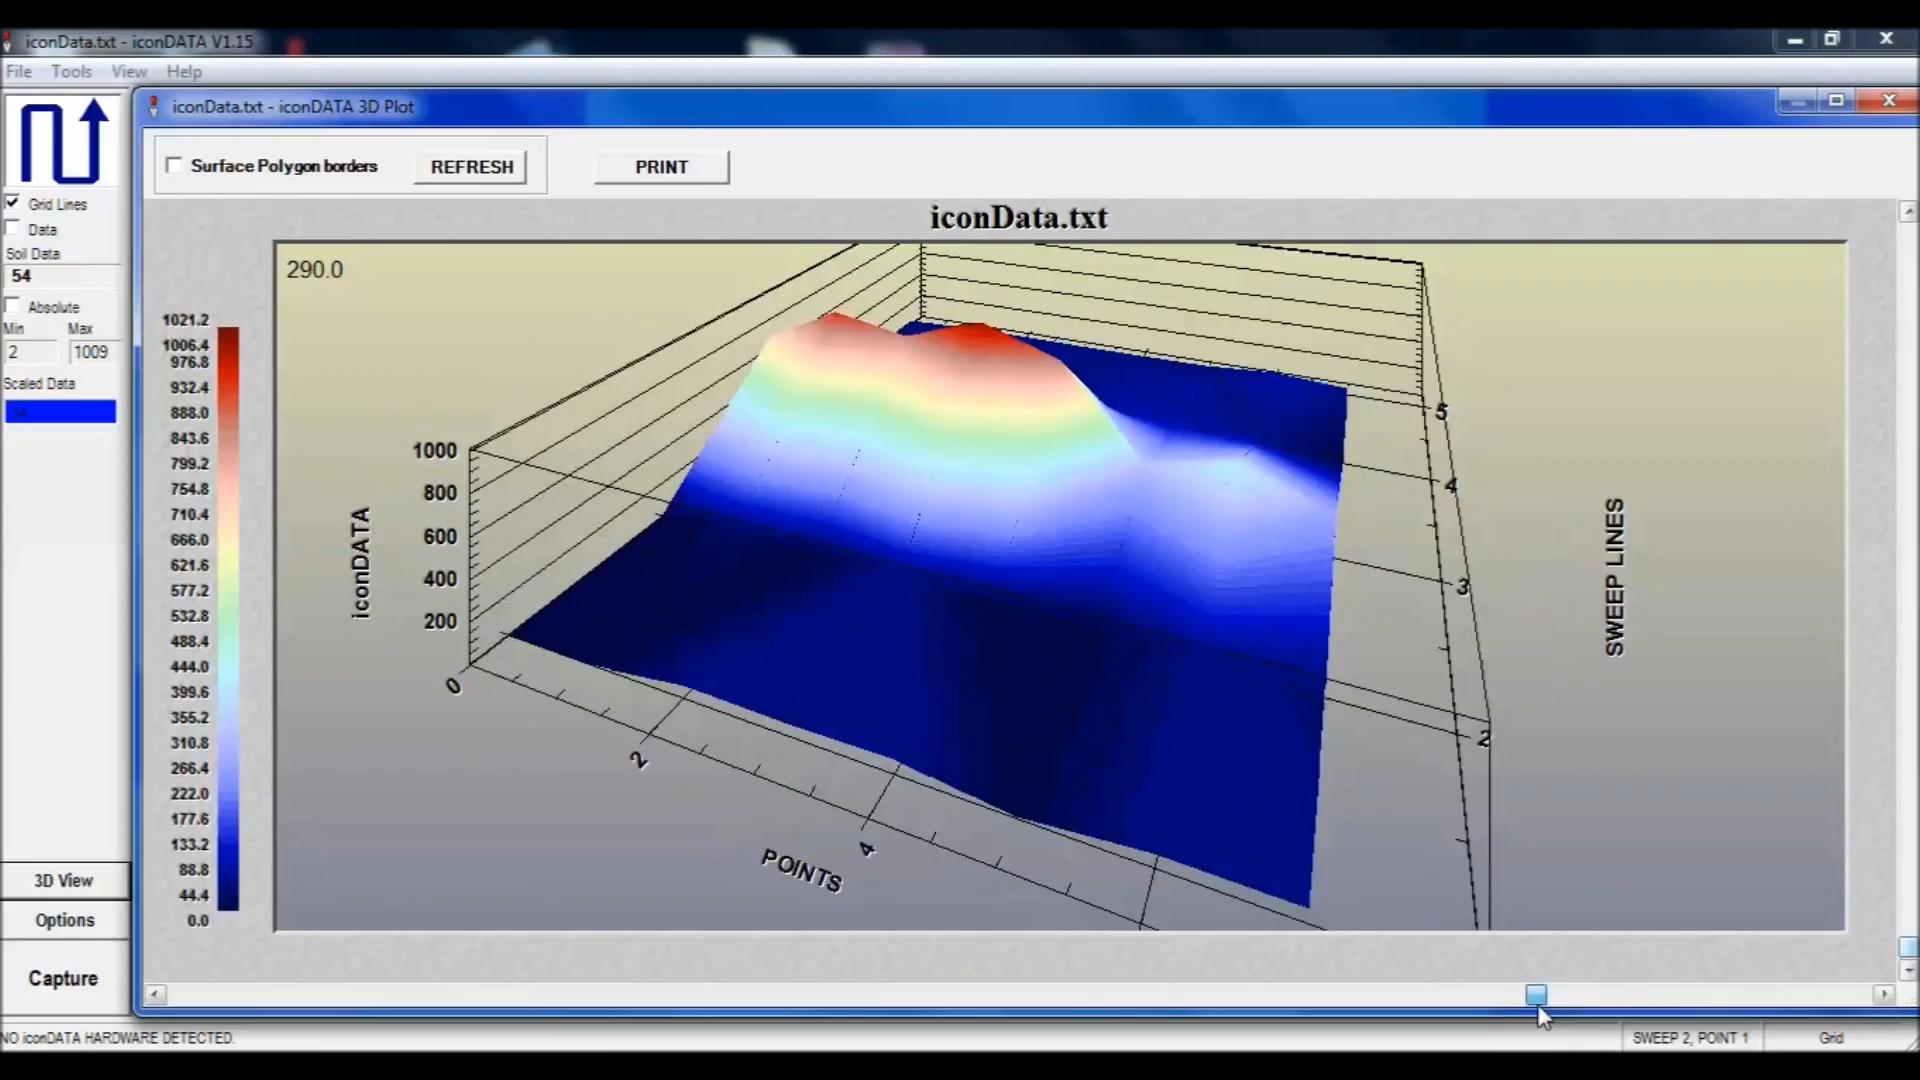 iconData.txt - iconDATA V1.15
File Tools View Help
iconData.txt - iconDATA 3D Plot
Surface Polygon borders
REFRESH
PRINT
Grid Lines
Data
Soil Data
54
Absolute
Min Max
2 1009
Scaled Data
54
iconData.txt
290.0
1021.2
1006.4
976.8
932.4
888.0
843.6
799.2
754.8
710.4
666.0
621.6
577.2
532.8
488.4
444.0
399.6
355.2
310.8
266.4
222.0
177.6
133.2
88.8
44.4
0.0
iconDATA
1000
800
600
400
200
0
2
4
POINTS
5
4
3
2
SWEEP LINES
3D View
Options
Capture
NO iconDATA HARDWARE DETECTED.
SWEEP 2, POINT 1
Grid